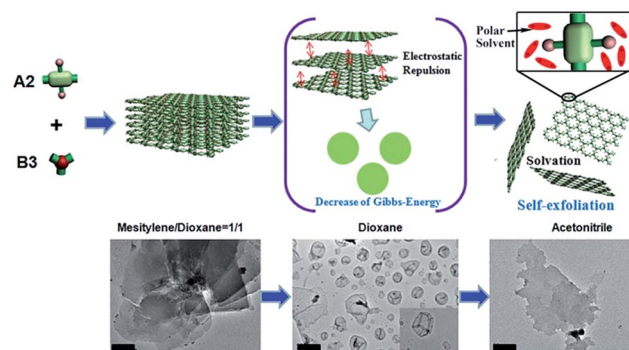 Polar
Solvent
A2
+
B3
Electrostatic
Repulsion
Decrease of Gibbs-Energy
Solvation
Self-exfoliation
Mesitylene/Dioxane=1/1
Dioxane
Acetonitrile